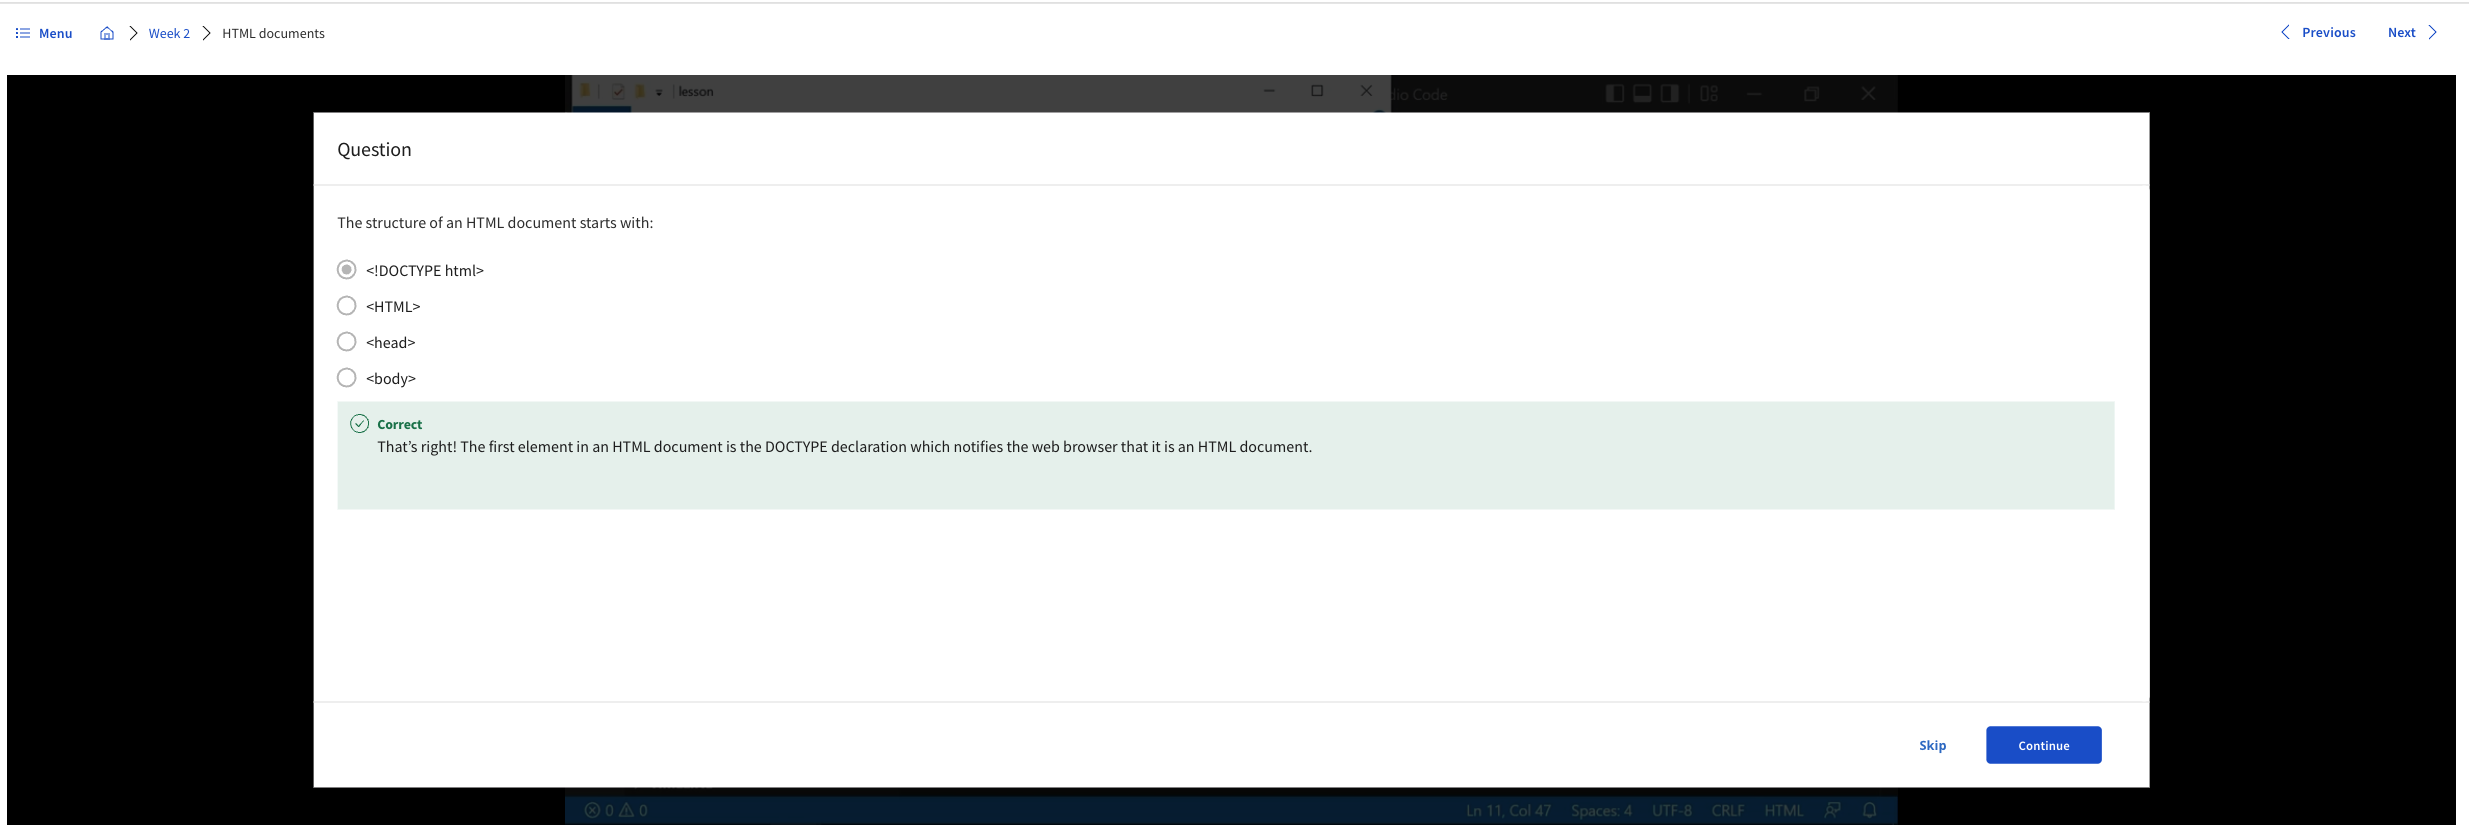 Menu Week 2 HTML documents Previous Next
lesson
dio Code
Question
The structure of an HTML document starts with:
<!DOCTYPE html>
<HTML>
<head>
<body>
Correct
That’s right! The first element in an HTML document is the DOCTYPE declaration which notifies the web browser that it is an HTML document.
Skip Continue
0 0 Ln 11, Col 47 Spaces: 4 UTF-8 CRLF HTML